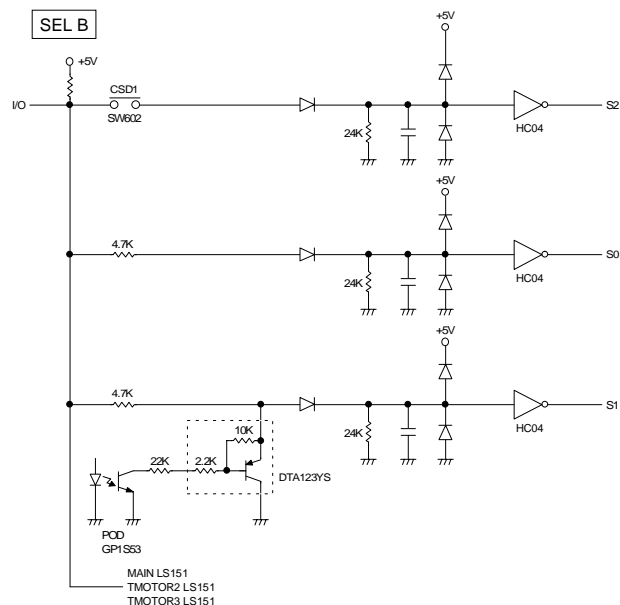 SEL B
+5V
+5V
I/O
CSD1
SW602
24K
HC04
S2
+5V
4.7K
24K
HC04
S0
+5V
4.7K
24K
HC04
S1
10K
22K
2.2K
DTA123YS
POD
GP1S53
MAIN LS151
TMOTOR2 LS151
TMOTOR3 LS151